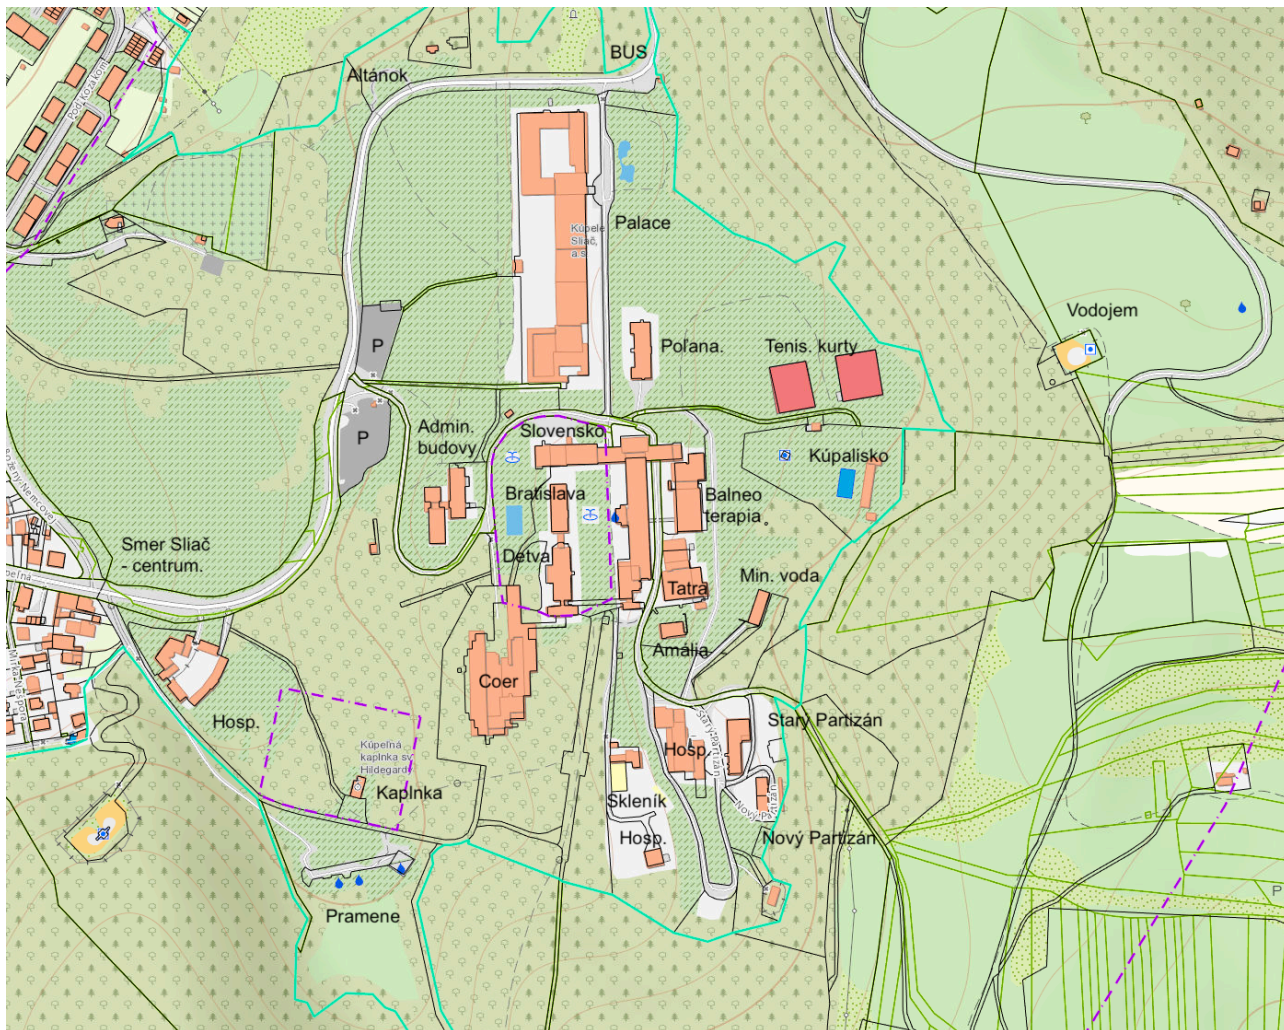 BUS
Altánok
Pod Kozákom
Palace
Kúpele
Sliač,
a.s.
Vodojem
P
Poľana.
Tenis. kurty
Admin.
budovy
Slovensko
P
Kúpalisko
Bratislava
Balneo
terapia
Boženy Nemcovej
Smer Sliač
- centrum.
Detva
Min. voda
Tatra
Amália
Coer
Hosp.
Starý Partizán
Starý Partizán
Hosp.
Kúpeľná
kaplnka sv.
Hildegardy
Kaplnka
Skleník
Nový Partizán
Hosp.
Nový Partizán
Pramene
P